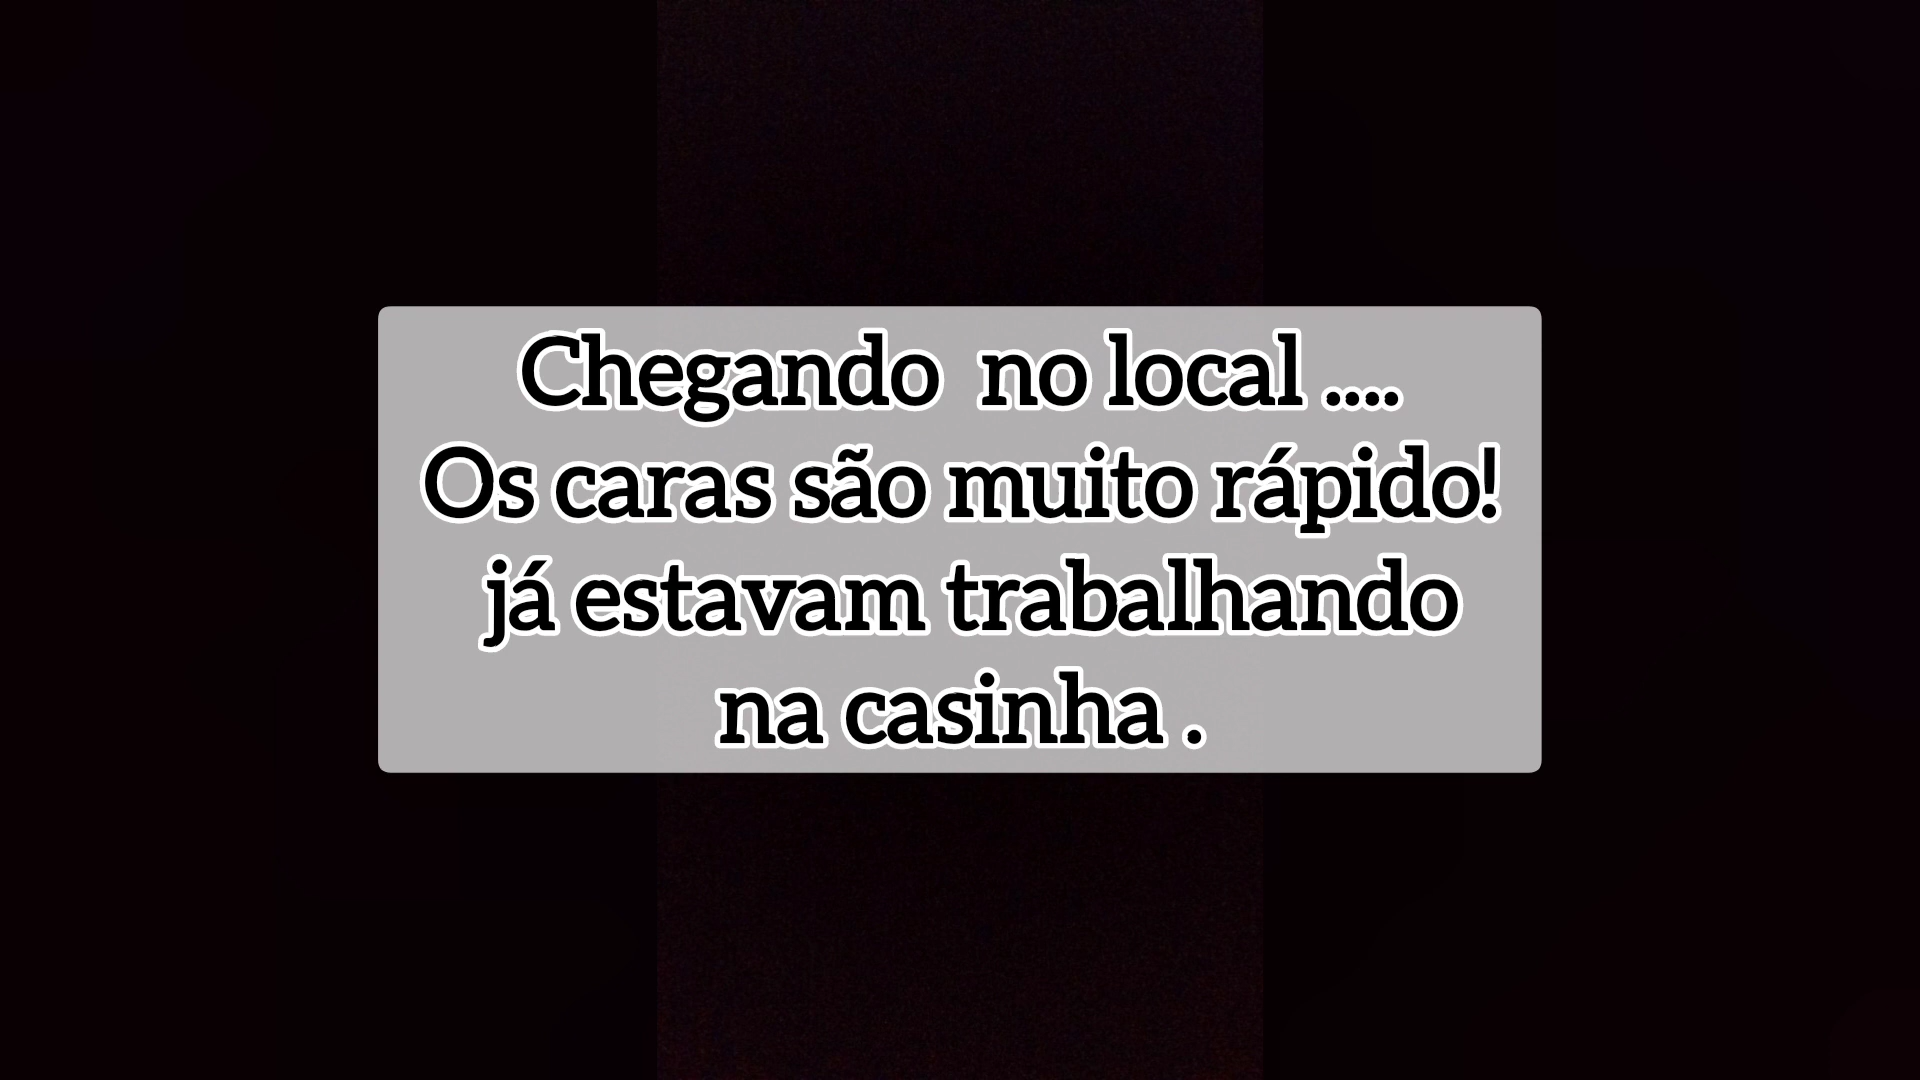 Chegando  no local ....
Os caras são muito rápido!
já estavam trabalhando
na casinha .